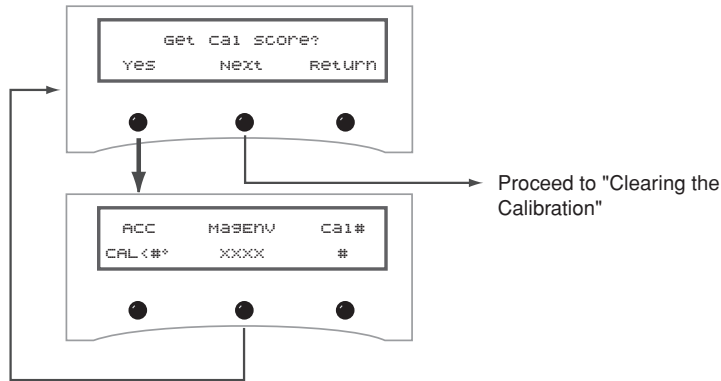 Get Cal Score?
Yes Next Return
Proceed to "Clearing the
Calibration"
ACC MagEnv Cal#
CAL<#° XXXX #